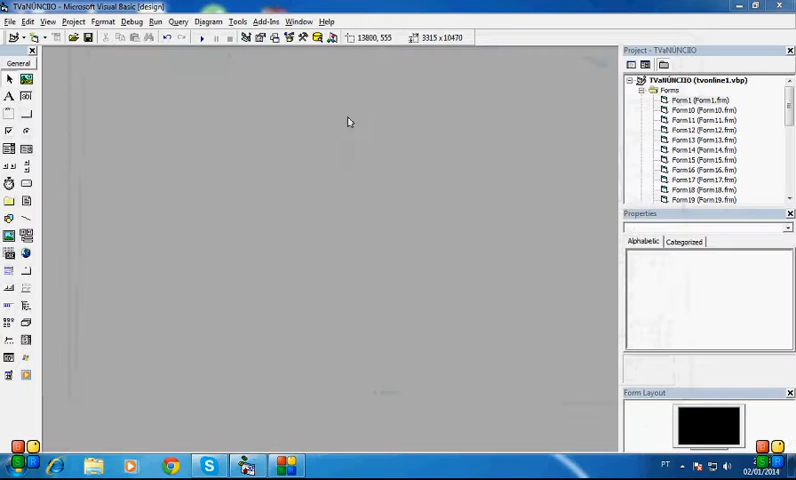 TVaNÚNCIIO - Microsoft Visual Basic [design]
File Edit View Project Format Debug Run Query Diagram Tools Add-Ins Window Help
13800, 555 3315 x 10470
General
Project - TVaNÚNCIIO
TVaNÚNCIIO (tvonline1.vbp)
Forms
Form1 (Form1.frm)
Form10 (Form10.frm)
Form11 (Form11.frm)
Form12 (Form12.frm)
Form13 (Form13.frm)
Form14 (Form14.frm)
Form15 (Form15.frm)
Form16 (Form16.frm)
Form17 (Form17.frm)
Form18 (Form18.frm)
Form19 (Form19.frm)
Properties
Alphabetic Categorized
Form Layout
PT
02/01/2014